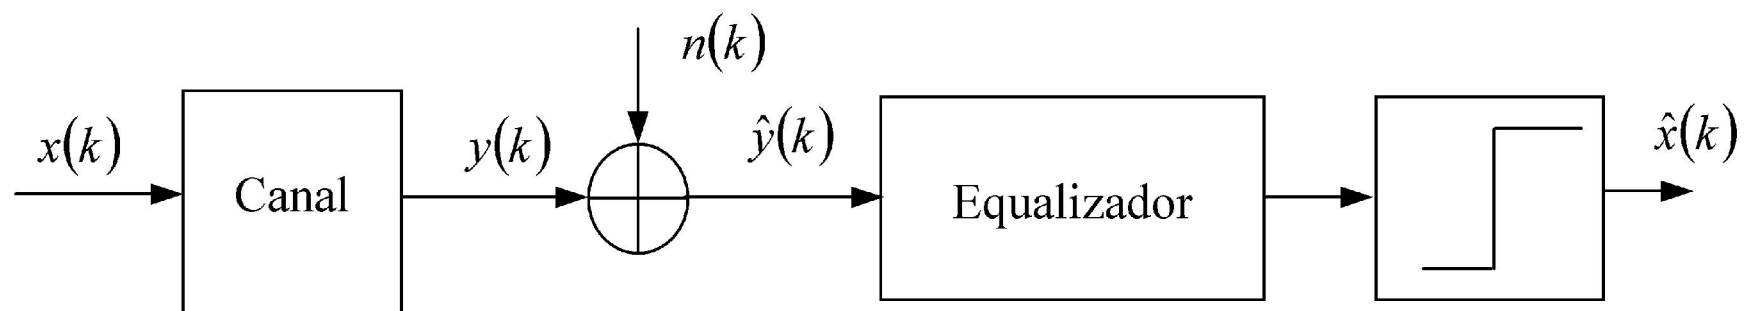 n(k)
x(k)
Canal
y(k)
ŷ(k)
Equalizador
x̂(k)